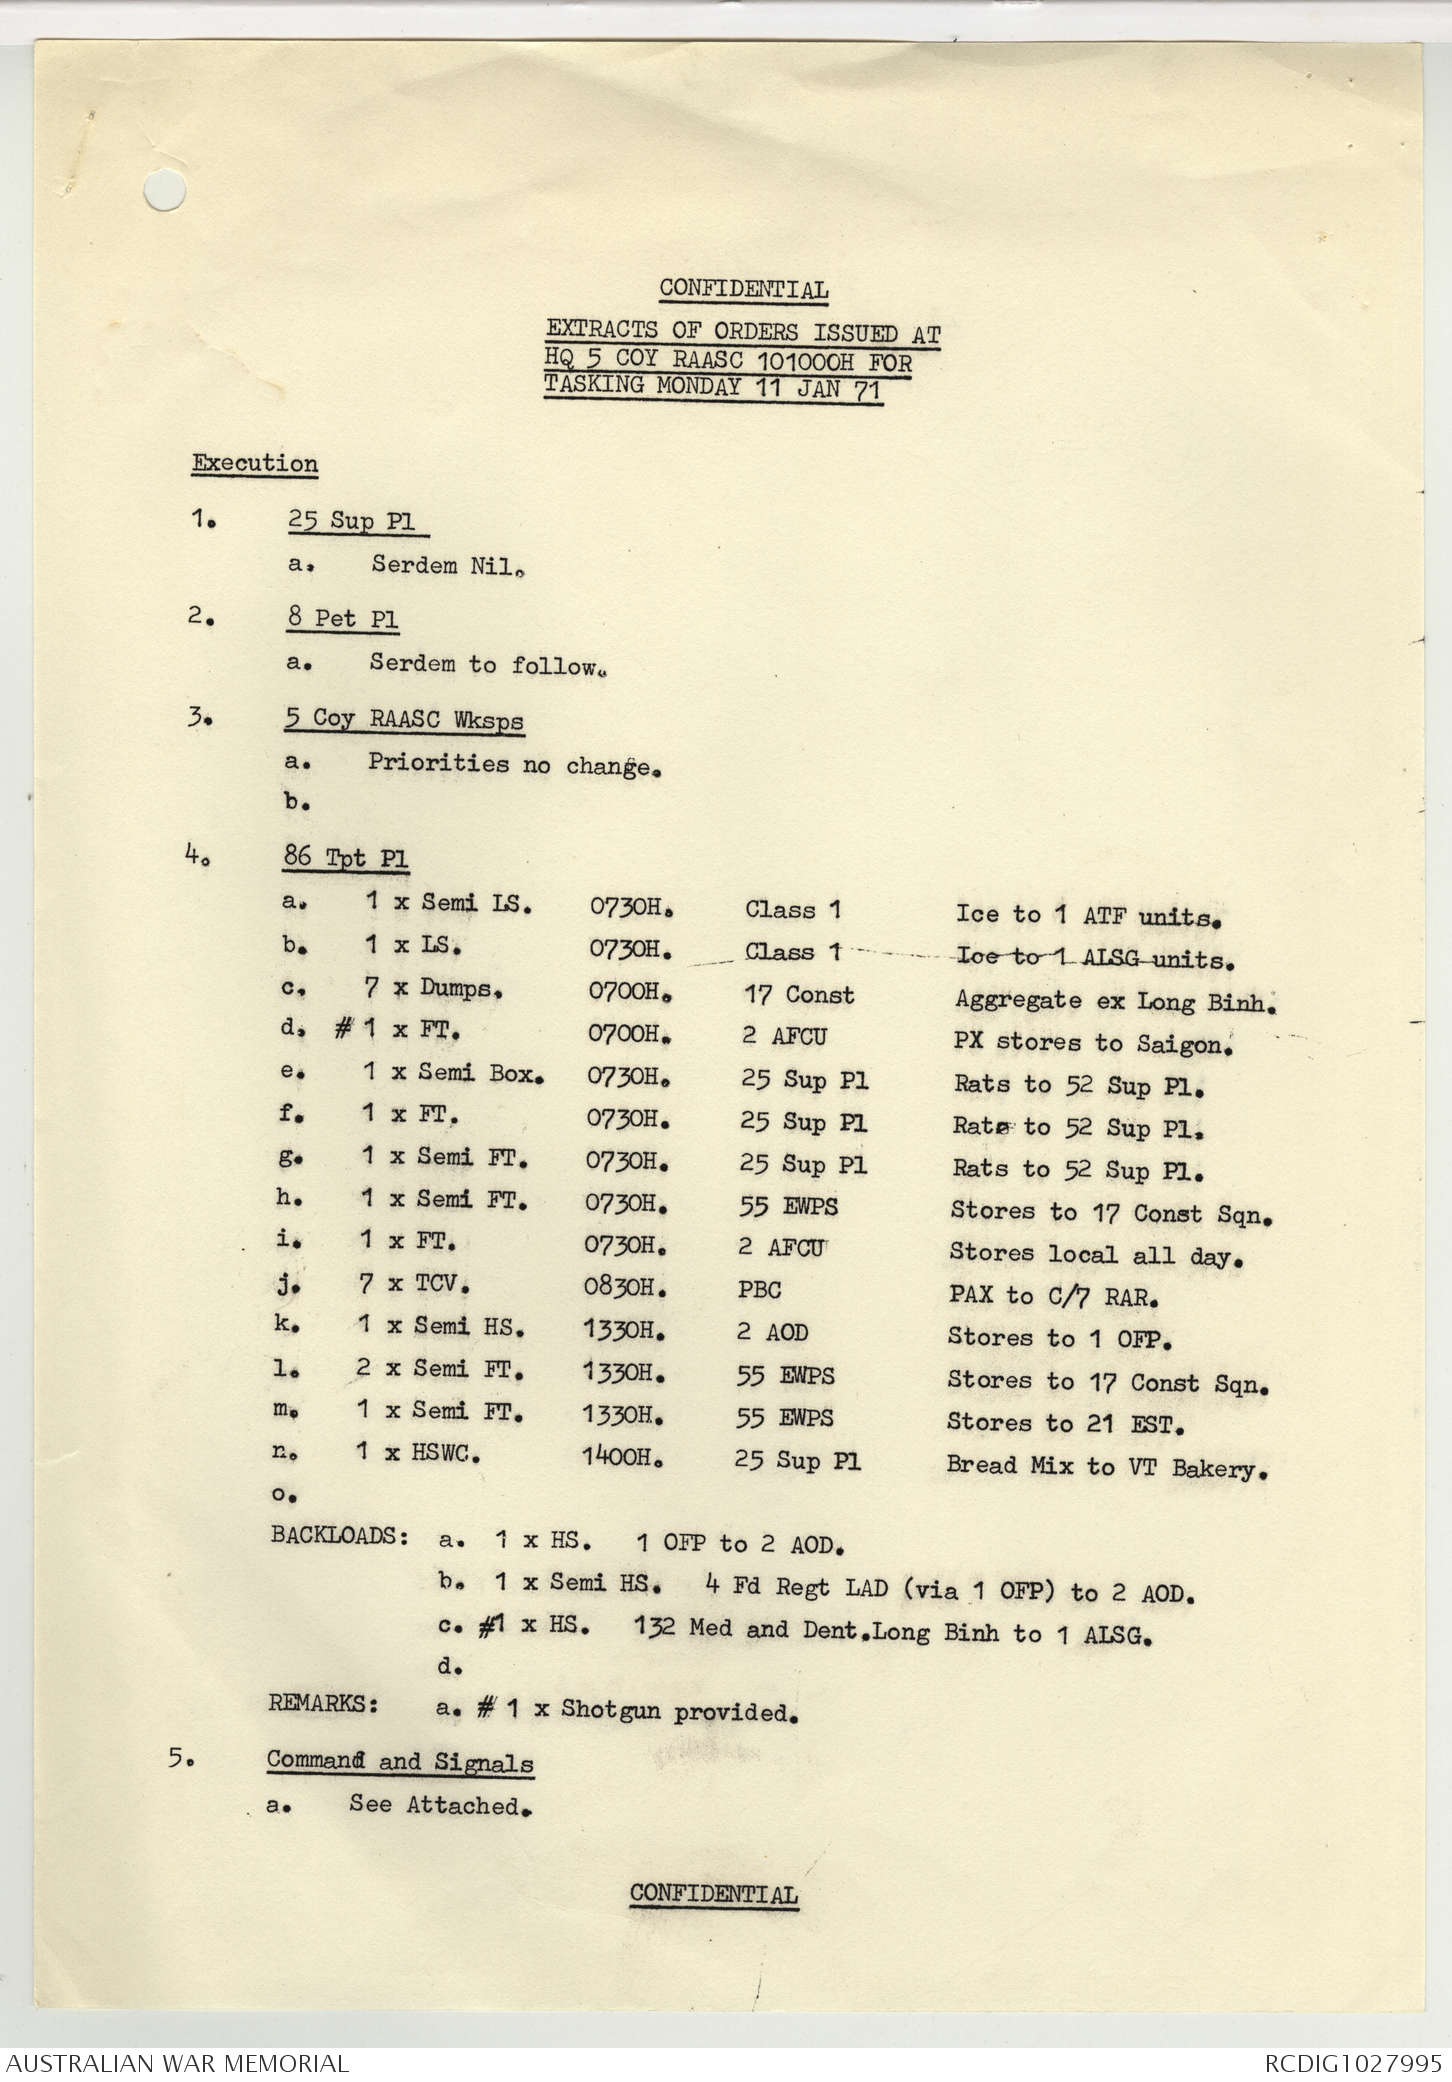 CONFIDENTIAL
EXTRACTS OF ORDERS ISSUED AT
HQ 5 COY RAASC 101000H FOR
TASKING MONDAY 11 JAN 71
Execution
1. 25 Sup Pl
a. Serdem Nil.
2. 8 Pet Pl
a. Serdem to follow.
3. 5 Coy RAASC Wksps
a. Priorities no change.
b.
4. 86 Tpt Pl
a. 1 x Semi LS. 0730H. Class 1 Ice to 1 ATF units.
b. 1 x LS. 0730H. Class 1 Ice to 1 ALSG units.
c. 7 x Dumps. 0700H. 17 Const Aggregate ex Long Binh.
d. # 1 x FT. 0700H. 2 AFCU PX stores to Saigon.
e. 1 x Semi Box. 0730H. 25 Sup Pl Rats to 52 Sup Pl.
f. 1 x FT. 0730H. 25 Sup Pl Rats to 52 Sup Pl.
g. 1 x Semi FT. 0730H. 25 Sup Pl Rats to 52 Sup Pl.
h. 1 x Semi FT. 0730H. 55 EWPS Stores to 17 Const Sqn.
i. 1 x FT. 0730H. 2 AFCU Stores local all day.
j. 7 x TCV. 0830H. PBC PAX to C/7 RAR.
k. 1 x Semi HS. 1330H. 2 AOD Stores to 1 OFP.
l. 2 x Semi FT. 1330H. 55 EWPS Stores to 17 Const Sqn.
m. 1 x Semi FT. 1330H. 55 EWPS Stores to 21 EST.
n. 1 x HSWC. 1400H. 25 Sup Pl Bread Mix to VT Bakery.
o.
BACKLOADS: a. 1 x HS. 1 OFP to 2 AOD.
b. 1 x Semi HS. 4 Fd Regt LAD (via 1 OFP) to 2 AOD.
c. #1 x HS. 132 Med and Dent.Long Binh to 1 ALSG.
d.
REMARKS: a. # 1 x Shotgun provided.
5. Command and Signals
a. See Attached.
CONFIDENTIAL
AUSTRALIAN WAR MEMORIAL RCDIG1027995